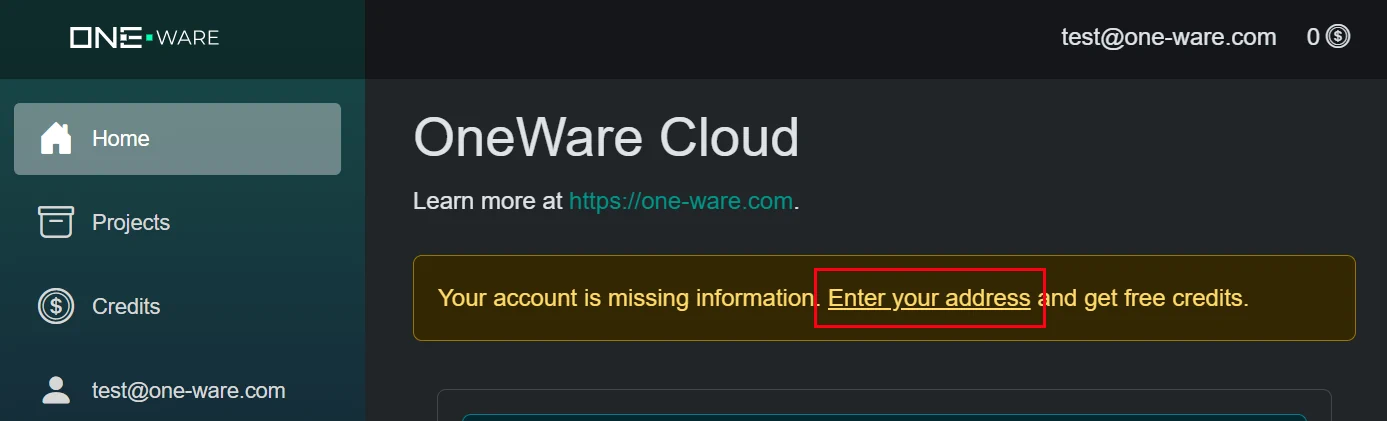 ONE·WARE
test@one-ware.com 0
Home
Projects
Credits
test@one-ware.com
OneWare Cloud
Learn more at https://one-ware.com.
Your account is missing information. Enter your address and get free credits.